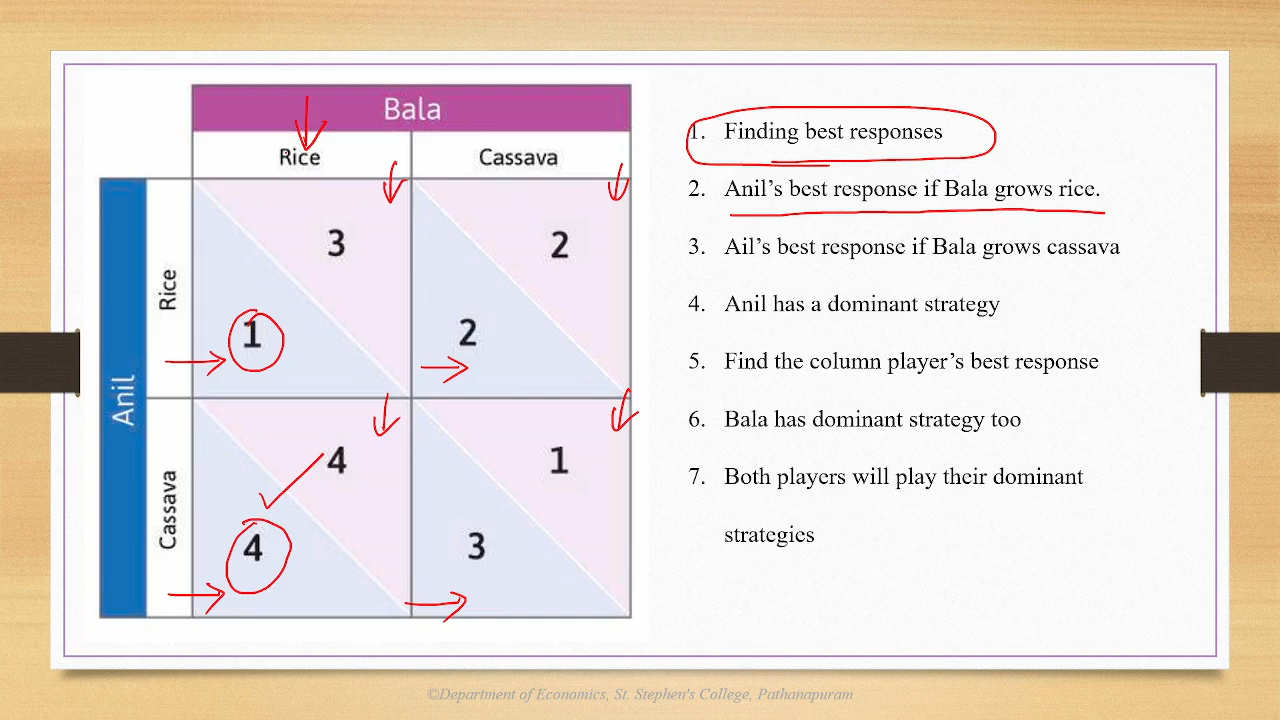 Bala
Rice
Cassava
Anil
Rice
3
2
1
2
Cassava
4
1
4
3
1. Finding best responses
2. Anil’s best response if Bala grows rice.
3. Ail’s best response if Bala grows cassava
4. Anil has a dominant strategy
5. Find the column player’s best response
6. Bala has dominant strategy too
7. Both players will play their dominant
strategies
©Department of Economics, St. Stephen's College, Pathanapuram